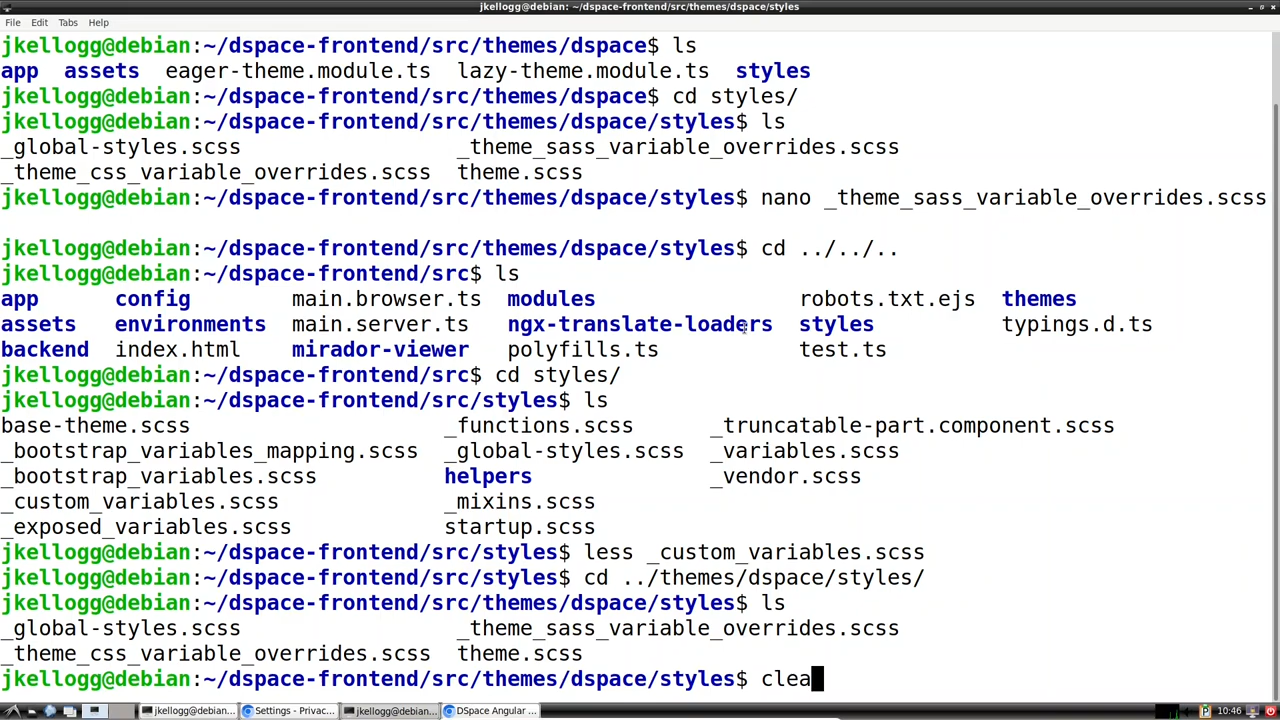 jkellogg@debian: ~/dspace-frontend/src/themes/dspace/styles
File Edit Tabs Help
jkellogg@debian:~/dspace-frontend/src/themes/dspace$ ls
app assets eager-theme.module.ts lazy-theme.module.ts styles
jkellogg@debian:~/dspace-frontend/src/themes/dspace$ cd styles/
jkellogg@debian:~/dspace-frontend/src/themes/dspace/styles$ ls
_global-styles.scss _theme_sass_variable_overrides.scss
_theme_css_variable_overrides.scss theme.scss
jkellogg@debian:~/dspace-frontend/src/themes/dspace/styles$ nano _theme_sass_variable_overrides.scss
jkellogg@debian:~/dspace-frontend/src/themes/dspace/styles$ cd ../../..
jkellogg@debian:~/dspace-frontend/src$ ls
app config main.browser.ts modules robots.txt.ejs themes
assets environments main.server.ts ngx-translate-loaders styles typings.d.ts
backend index.html mirador-viewer polyfills.ts test.ts
jkellogg@debian:~/dspace-frontend/src$ cd styles/
jkellogg@debian:~/dspace-frontend/src/styles$ ls
base-theme.scss _functions.scss _truncatable-part.component.scss
_bootstrap_variables_mapping.scss _global-styles.scss _variables.scss
_bootstrap_variables.scss helpers _vendor.scss
_custom_variables.scss _mixins.scss
_exposed_variables.scss startup.scss
jkellogg@debian:~/dspace-frontend/src/styles$ less _custom_variables.scss
jkellogg@debian:~/dspace-frontend/src/styles$ cd ../themes/dspace/styles/
jkellogg@debian:~/dspace-frontend/src/themes/dspace/styles$ ls
_global-styles.scss _theme_sass_variable_overrides.scss
_theme_css_variable_overrides.scss theme.scss
jkellogg@debian:~/dspace-frontend/src/themes/dspace/styles$ clea
jkellogg@debian... Settings - Privac... jkellogg@debian... DSpace Angular ... 10:46